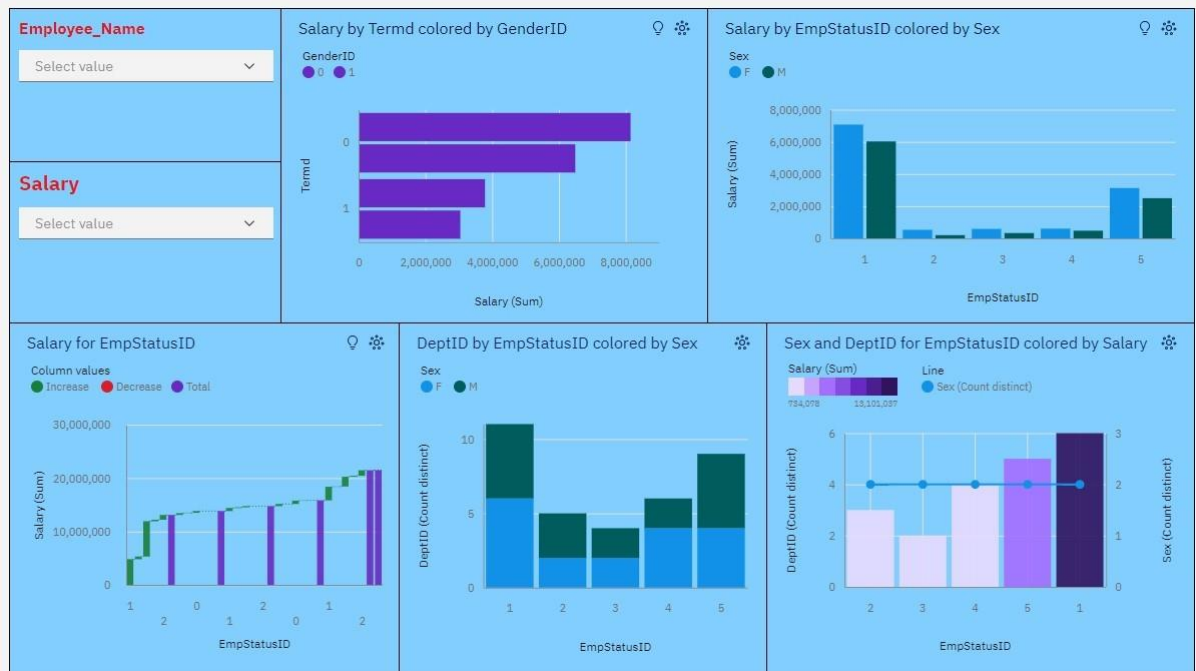 Employee_Name
Select value
Salary
Select value
Salary by Termd colored by GenderID
GenderID
0 1
Termd
0
1
0 2,000,000 4,000,000 6,000,000 8,000,000
Salary (Sum)
Salary by EmpStatusID colored by Sex
Sex
F M
Salary (Sum)
8,000,000
6,000,000
4,000,000
2,000,000
0
1 2 3 4 5
EmpStatusID
Salary for EmpStatusID
Column values
Increase Decrease Total
Salary (Sum)
30,000,000
20,000,000
10,000,000
0
1 0 2 1
2 1 0 2
EmpStatusID
DeptID by EmpStatusID colored by Sex
Sex
F M
DeptID (Count distinct)
10
5
0
1 2 3 4 5
EmpStatusID
Sex and DeptID for EmpStatusID colored by Salary
Salary (Sum) Line
Sex (Count distinct)
13,101,037
DeptID (Count distinct)
6 3
4 2
2 1
0 0
Sex (Count distinct)
2 3 4 5 1
EmpStatusID